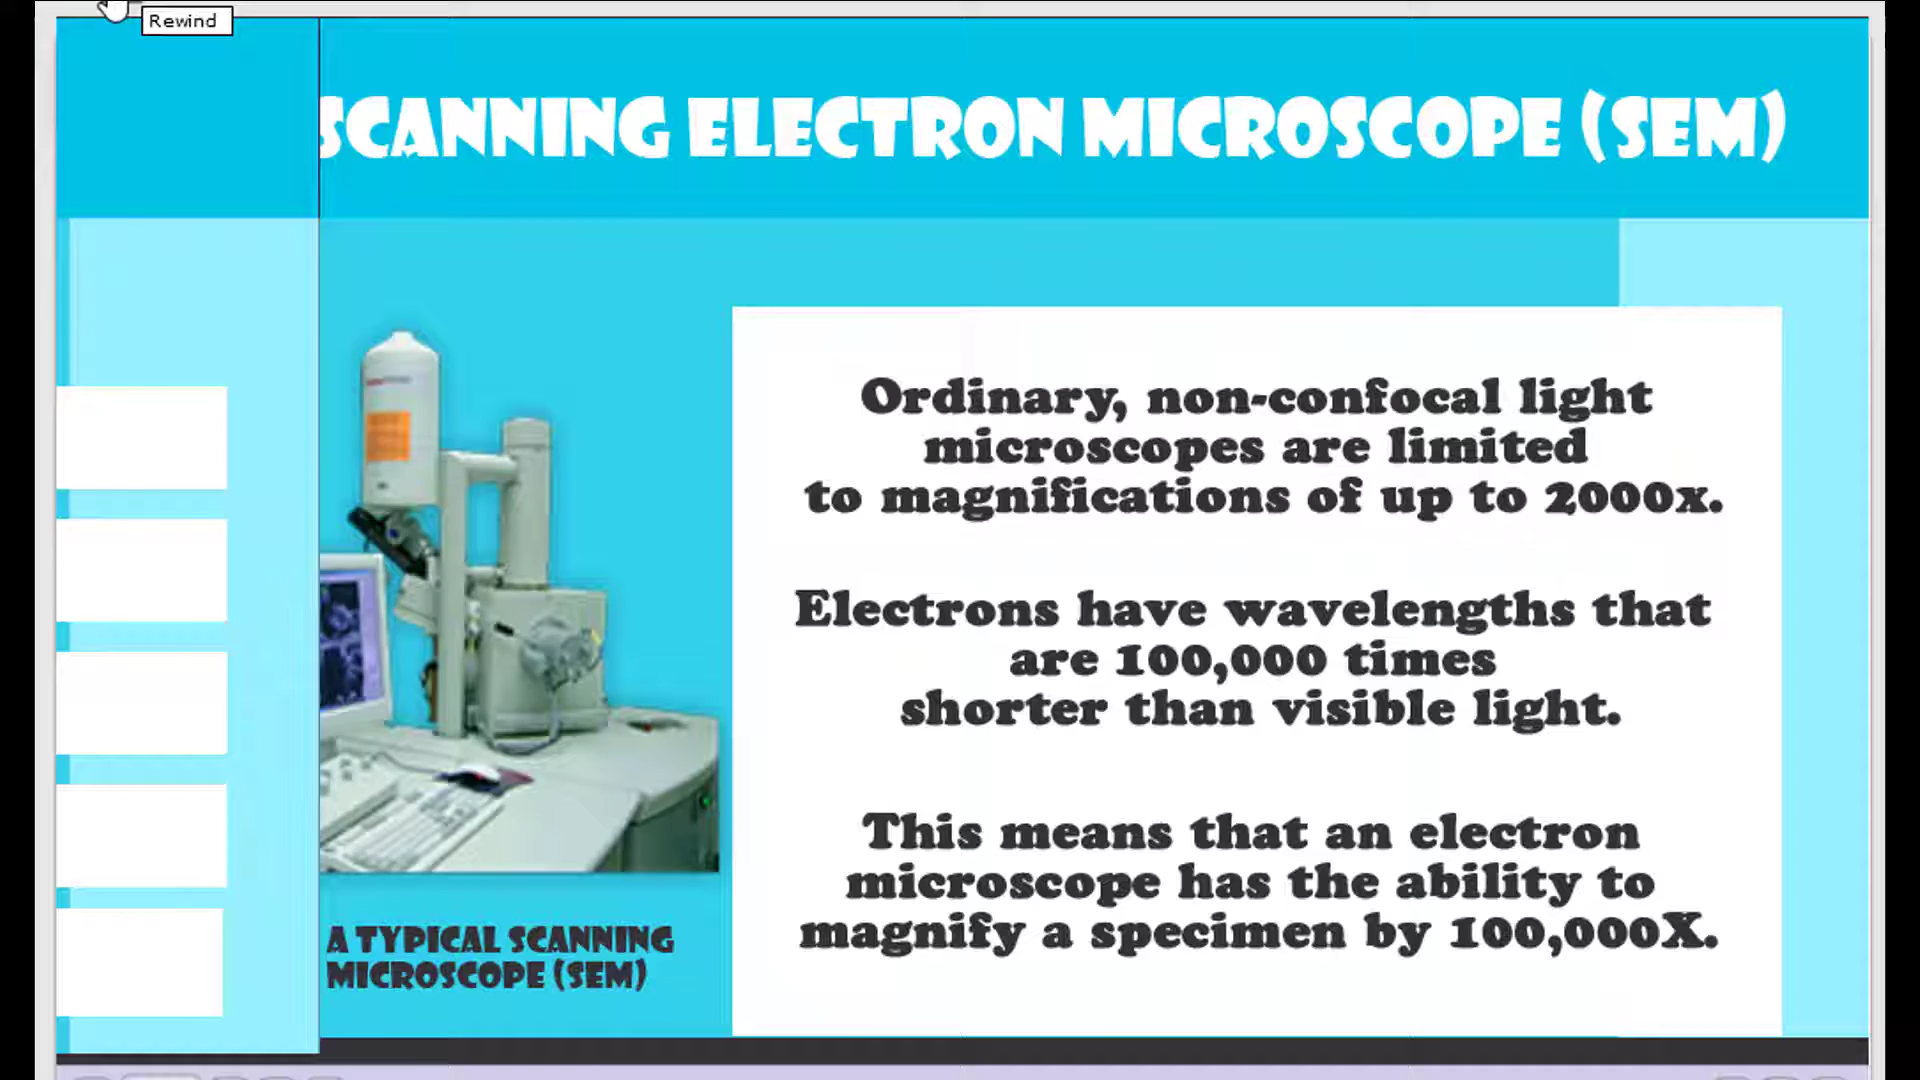 Rewind
SCANNING ELECTRON MICROSCOPE (SEM)
Ordinary, non-confocal light
microscopes are limited
to magnifications of up to 2000x.
Electrons have wavelengths that
are 100,000 times
shorter than visible light.
This means that an electron
microscope has the ability to
magnify a specimen by 100,000X.
A TYPICAL SCANNING
MICROSCOPE (SEM)